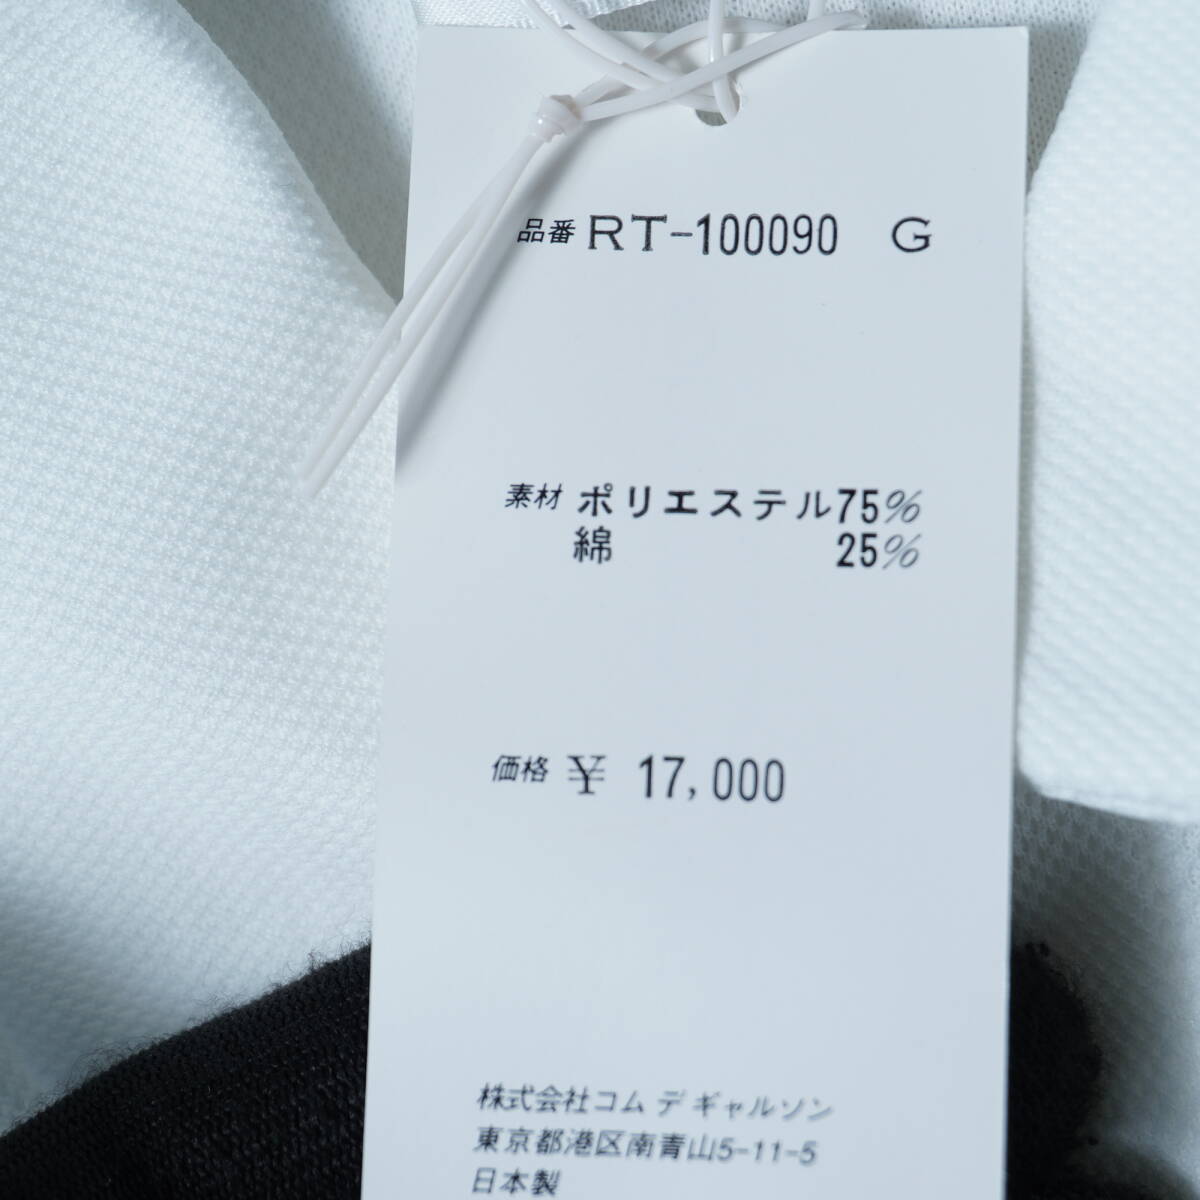 品番 RT-100090 G
素材 ポリエステル75%
綿 25%
価格 ¥ 17,000
株式会社コム デ ギャルソン
東京都港区南青山5-11-5
日本製